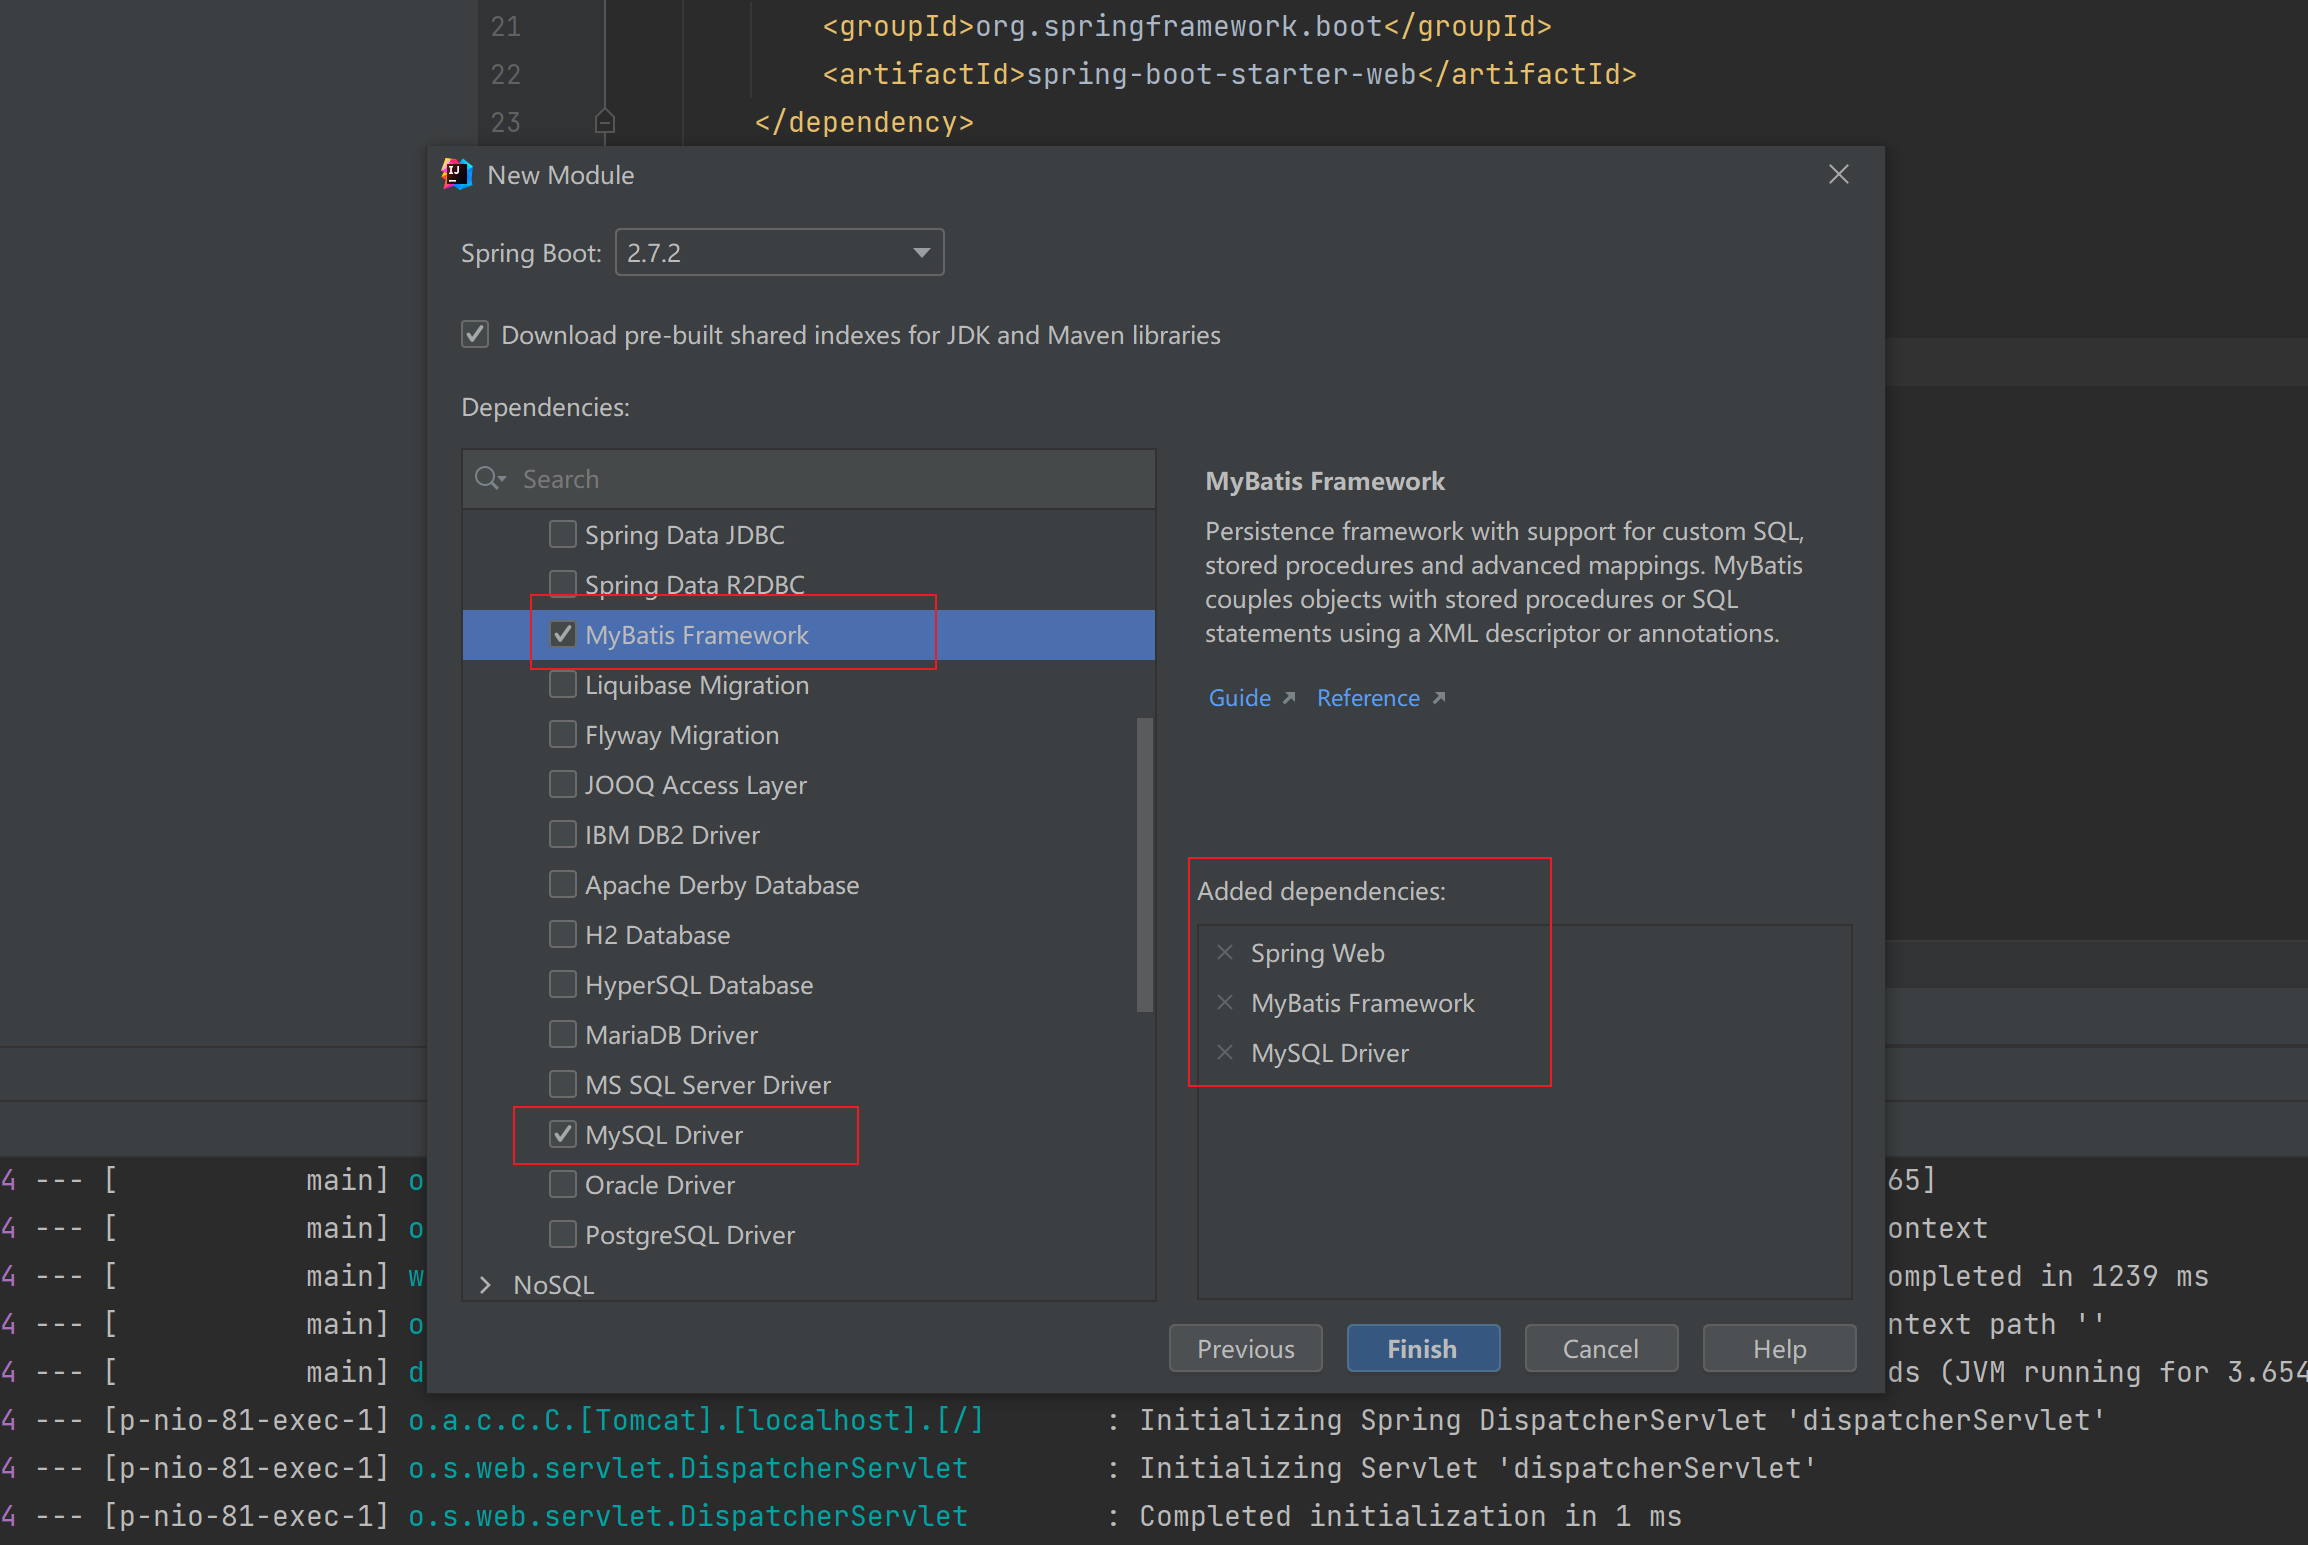 21 <groupId>org.springframework.boot</groupId>
22 <artifactId>spring-boot-starter-web</artifactId>
23 </dependency>
New Module
Spring Boot: 2.7.2
Download pre-built shared indexes for JDK and Maven libraries
Dependencies:
Search
Spring Data JDBC
Spring Data R2DBC
MyBatis Framework
Liquibase Migration
Flyway Migration
JOOQ Access Layer
IBM DB2 Driver
Apache Derby Database
H2 Database
HyperSQL Database
MariaDB Driver
MS SQL Server Driver
MySQL Driver
Oracle Driver
PostgreSQL Driver
NoSQL
MyBatis Framework
Persistence framework with support for custom SQL,
stored procedures and advanced mappings. MyBatis
couples objects with stored procedures or SQL
statements using a XML descriptor or annotations.
Guide Reference
Added dependencies:
Spring Web
MyBatis Framework
MySQL Driver
Previous Finish Cancel Help
4 --- [           main] o 65]
4 --- [           main] o ontext
4 --- [           main] w ompleted in 1239 ms
4 --- [           main] o ntext path ''
4 --- [           main] d ds (JVM running for 3.654
4 --- [p-nio-81-exec-1] o.a.c.c.C.[Tomcat].[localhost].[/]       : Initializing Spring DispatcherServlet 'dispatcherServlet'
4 --- [p-nio-81-exec-1] o.s.web.servlet.DispatcherServlet        : Initializing Servlet 'dispatcherServlet'
4 --- [p-nio-81-exec-1] o.s.web.servlet.DispatcherServlet        : Completed initialization in 1 ms